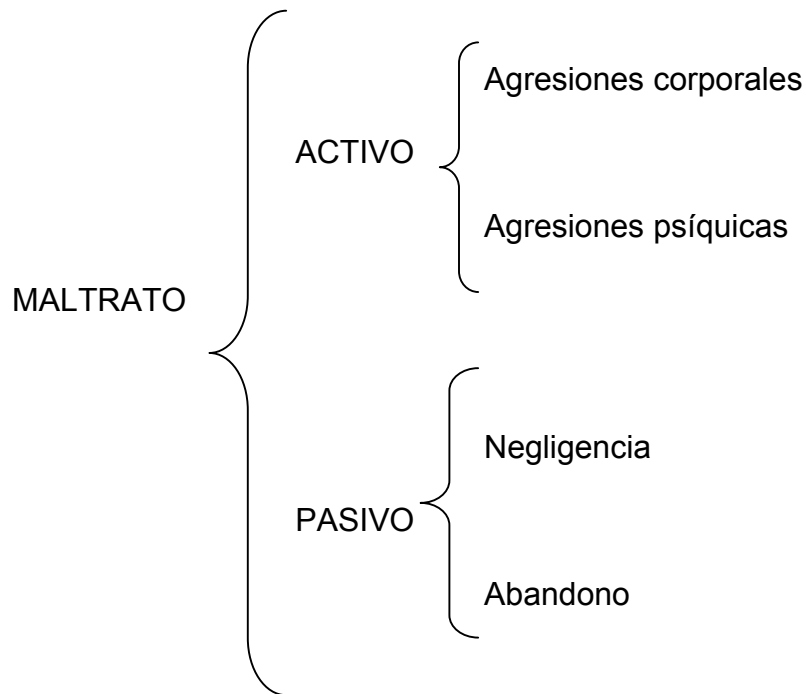 MALTRATO
ACTIVO
Agresiones corporales
Agresiones psíquicas
PASIVO
Negligencia
Abandono